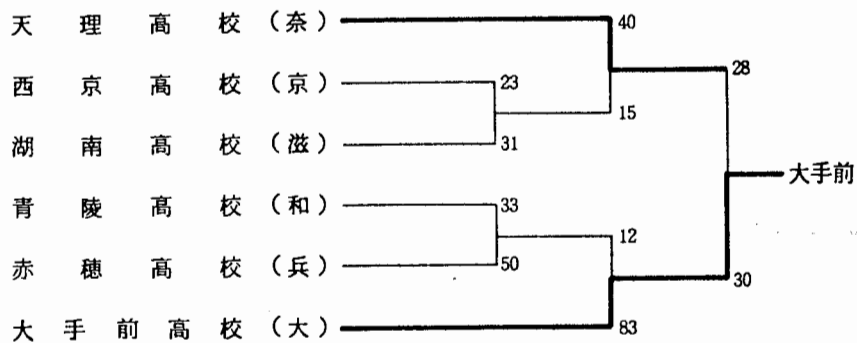 天理高校（奈） 40
28
西京高校（京） 23
15
湖南高校（滋） 31
大手前
青陵高校（和） 33
12
赤穂高校（兵） 50
30
大手前高校（大） 83